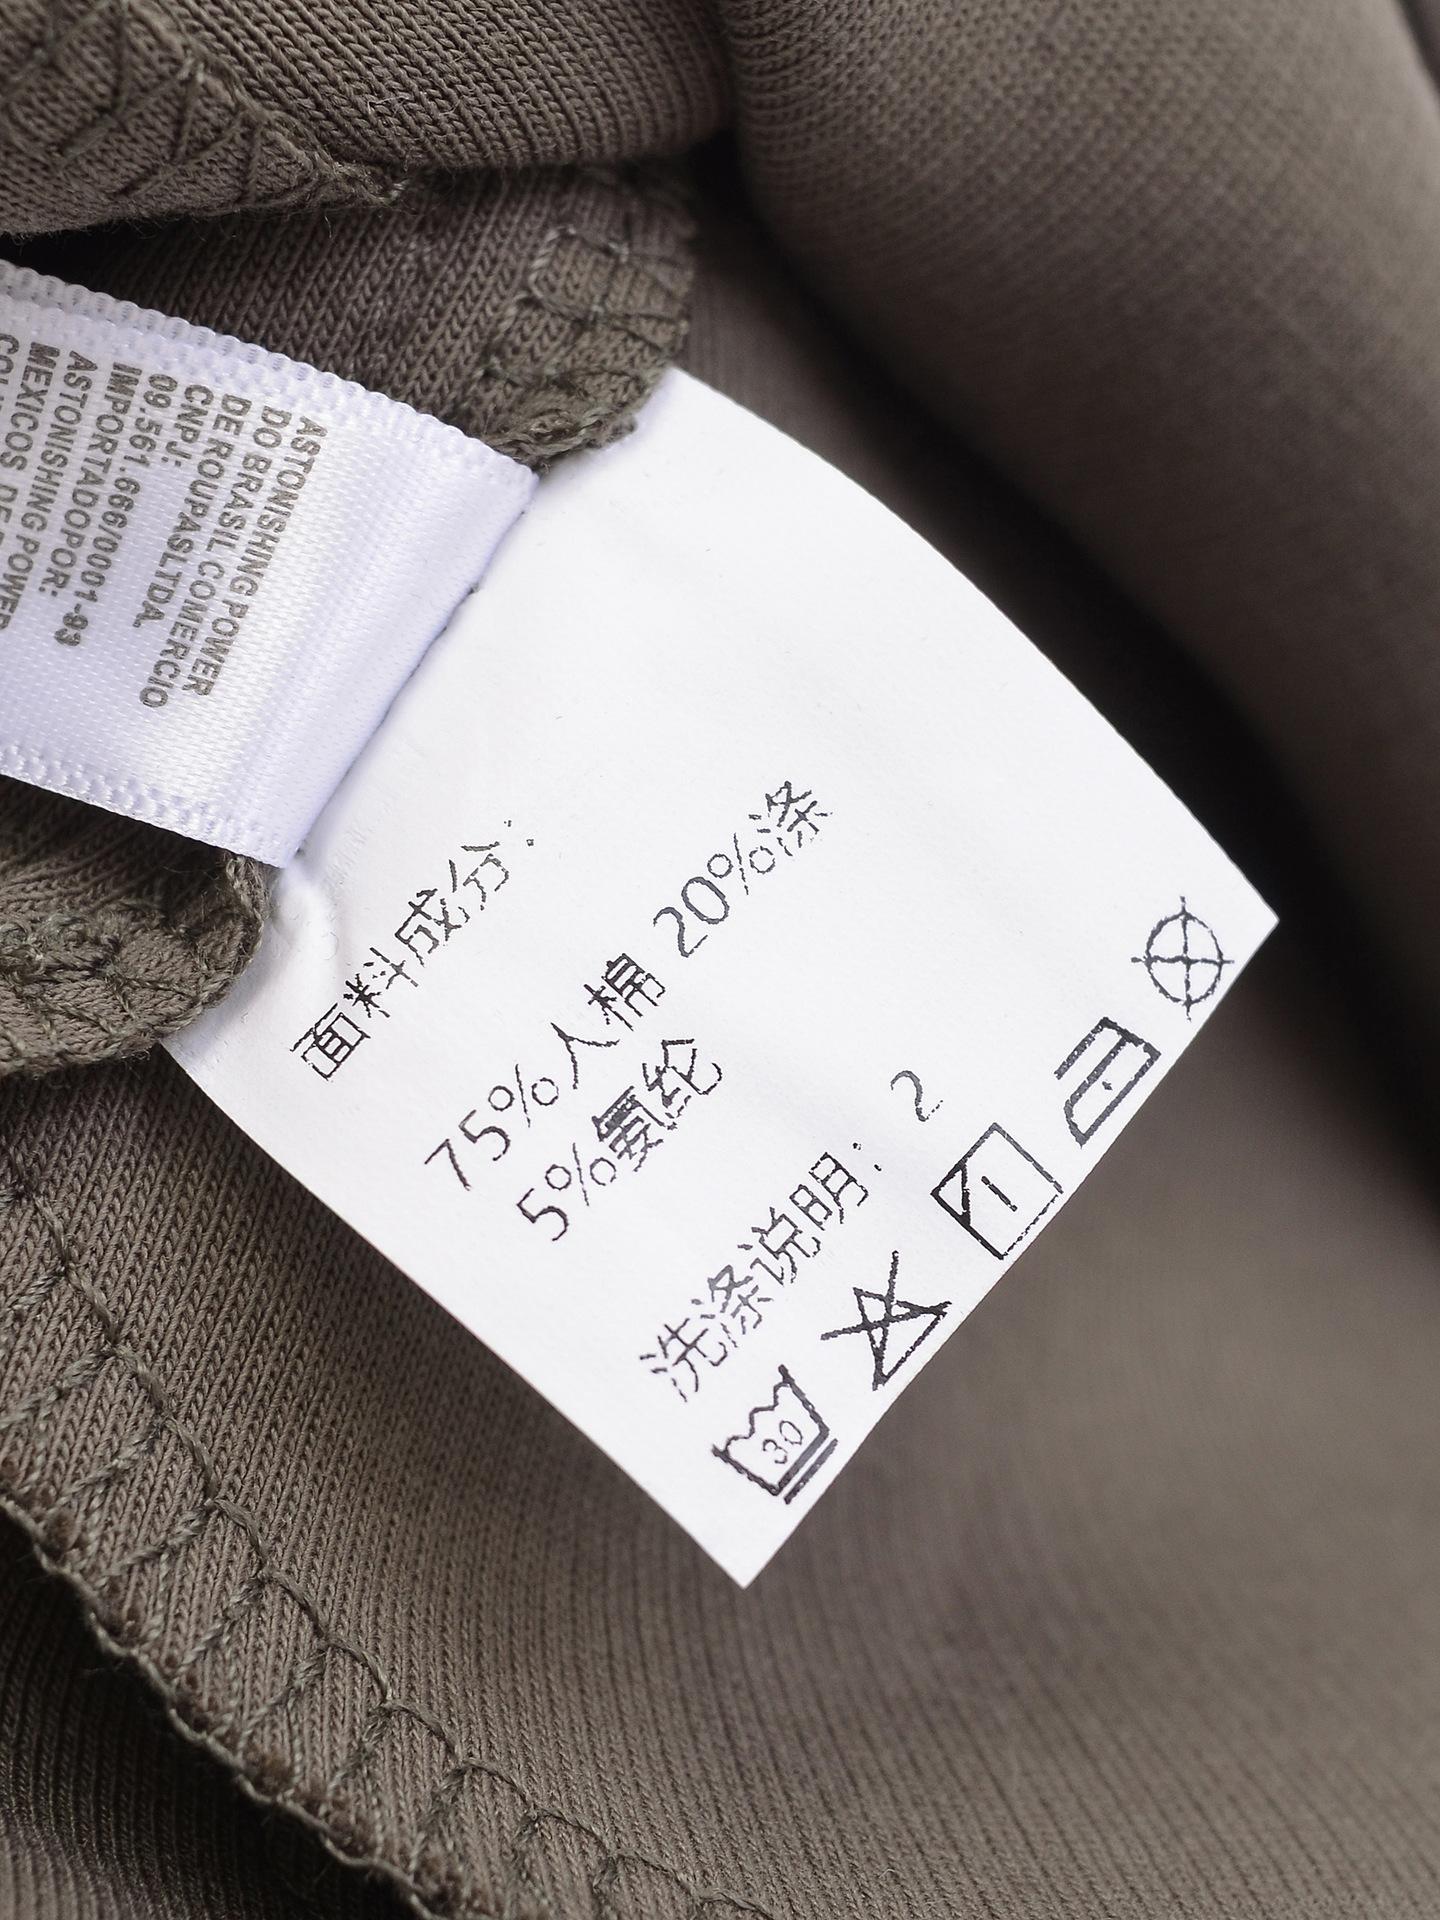 面料成分：
75%人棉 20%涤
5%氨纶
洗涤说明： 2
30
ASTONISHING POWER
DO BRASIL COMERCIO
DE ROUPASLTDA.
CNPJ:
09.561.666/0001-93
IMPORTADOPOR:
ASTONISHING POWER
MEXICOS DE